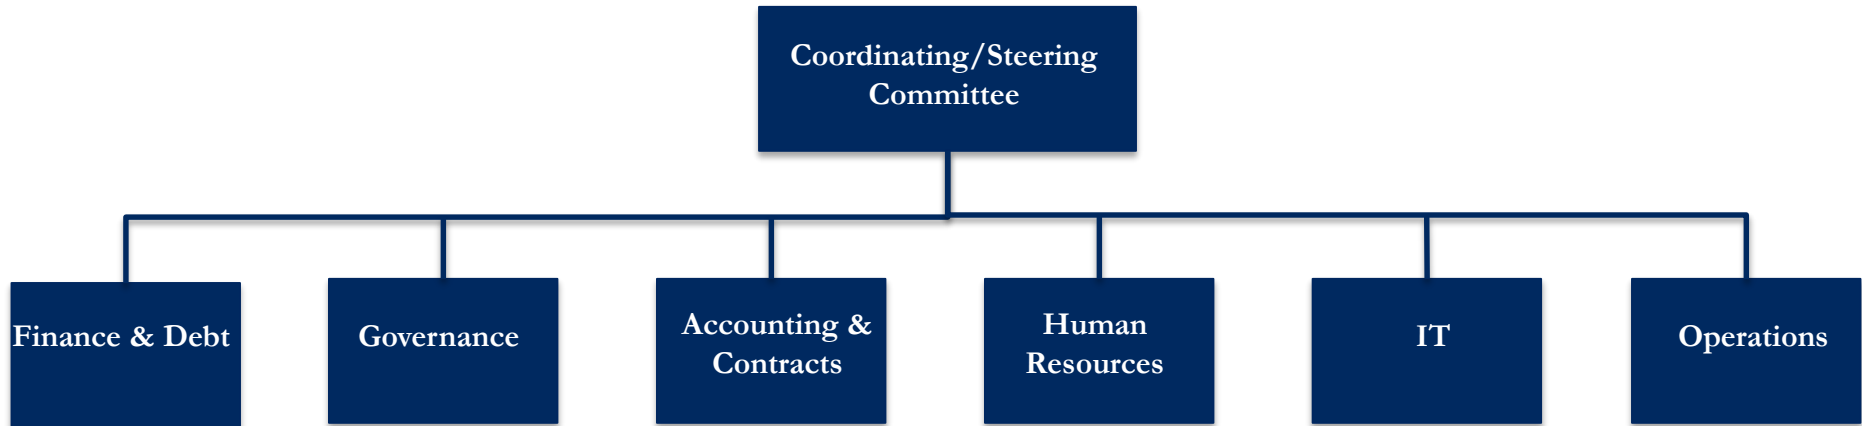 Coordinating/Steering
Committee
Finance & Debt
Governance
Accounting &
Contracts
Human
Resources
IT
Operations